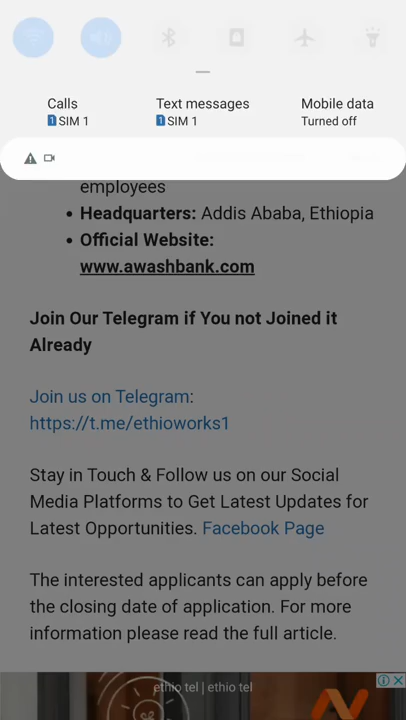 Calls
Text messages
Mobile data
1 SIM 1
1 SIM 1
Turned off
employees
• Headquarters: Addis Ababa, Ethiopia
• Official Website:
www.awashbank.com
Join Our Telegram if You not Joined it
Already
Join us on Telegram:
https://t.me/ethioworks1
Stay in Touch & Follow us on our Social
Media Platforms to Get Latest Updates for
Latest Opportunities. Facebook Page
The interested applicants can apply before
the closing date of application. For more
information please read the full article.
ethio tel | ethio tel